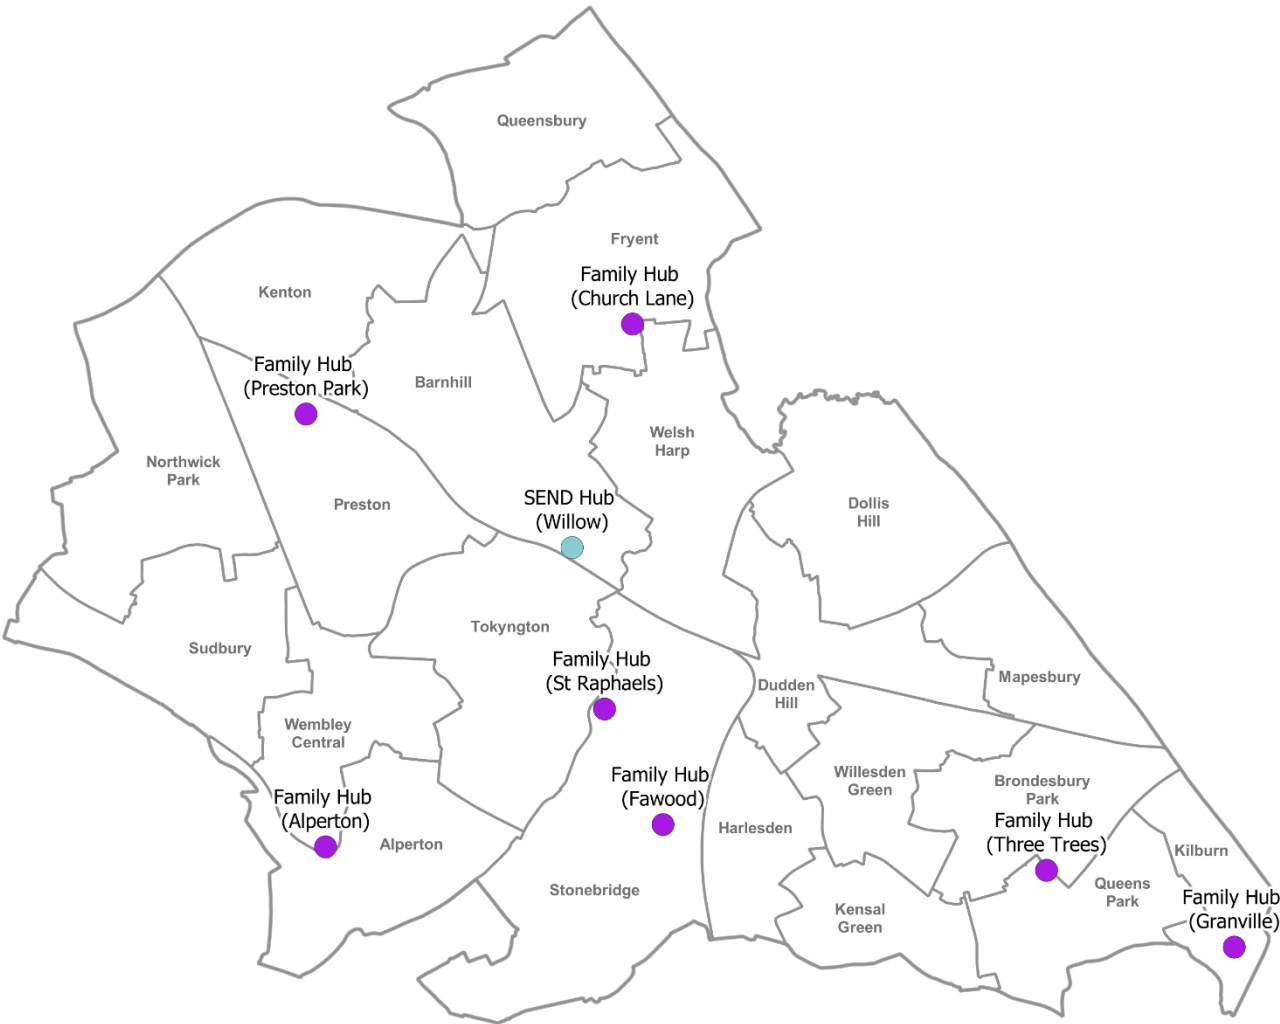 Queensbury
Fryent
Family Hub
(Church Lane)
Kenton
Family Hub
(Preston Park)
Barnhill
Welsh
Harp
Northwick
Park
Preston
SEND Hub
(Willow)
Dollis
Hill
Tokyngton
Sudbury
Family Hub
(St Raphaels)
Dudden
Hill
Mapesbury
Wembley
Central
Family Hub
(Fawood)
Willesden
Green
Brondesbury
Park
Family Hub
(Alperton)
Alperton
Harlesden
Family Hub
(Three Trees)
Kilburn
Stonebridge
Queens
Park
Kensal
Green
Family Hub
(Granville)